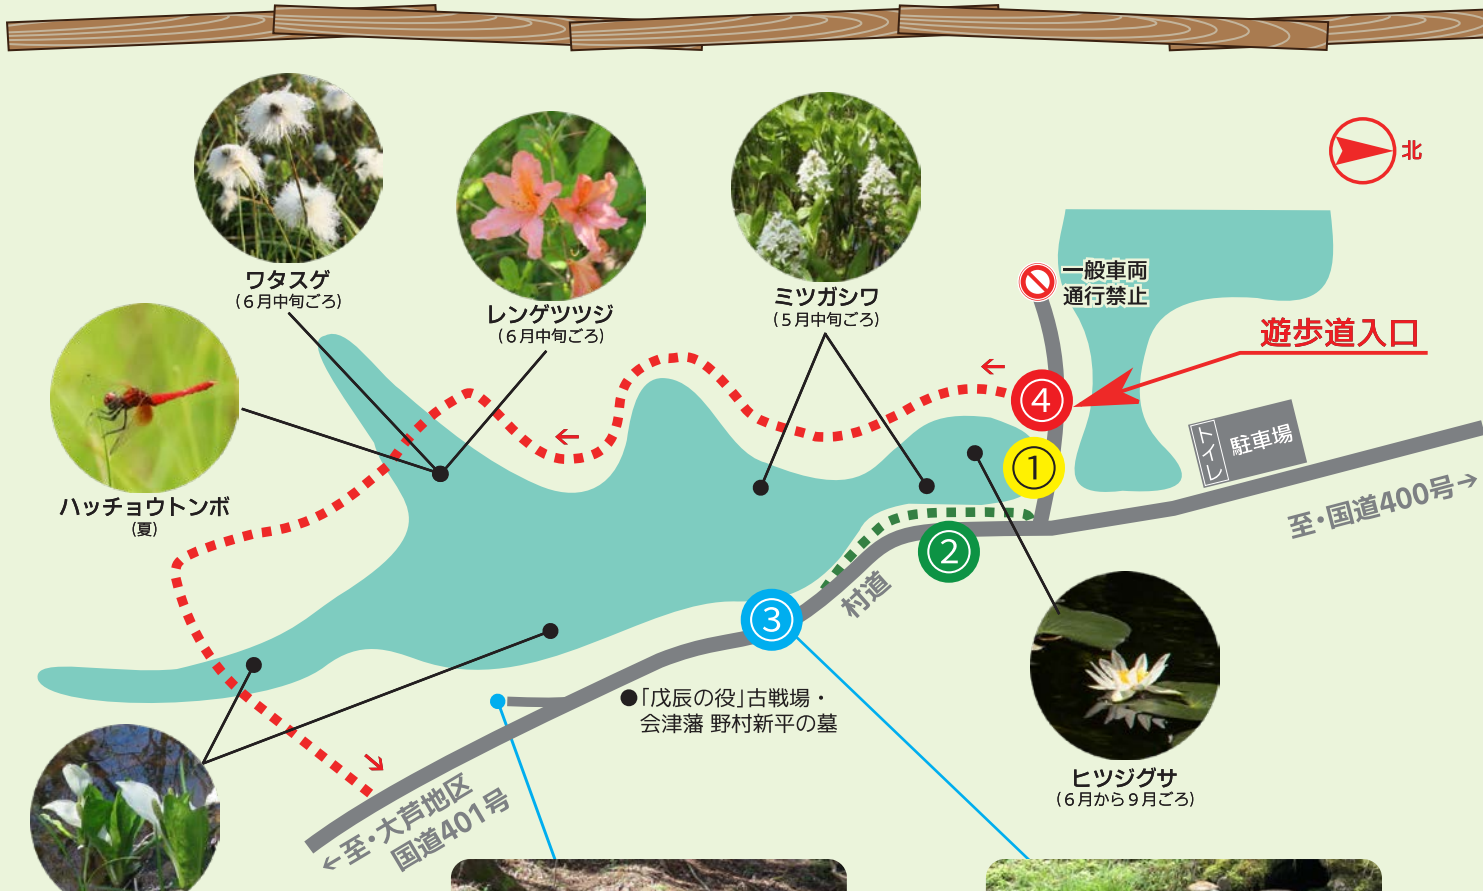 北
一般車両
通行禁止
遊歩道入口
ワタスゲ
(6月中旬ごろ)
レンゲツツジ
(6月中旬ごろ)
ミツガシワ
(5月中旬ごろ)
ハッチョウトンボ
(夏)
④
①
②
③
トイレ
駐車場
至・国道400号→
村道
●「戊辰の役」古戦場・
会津藩 野村新平の墓
ヒツジグサ
(6月から9月ごろ)
←至・大芦地区
国道401号